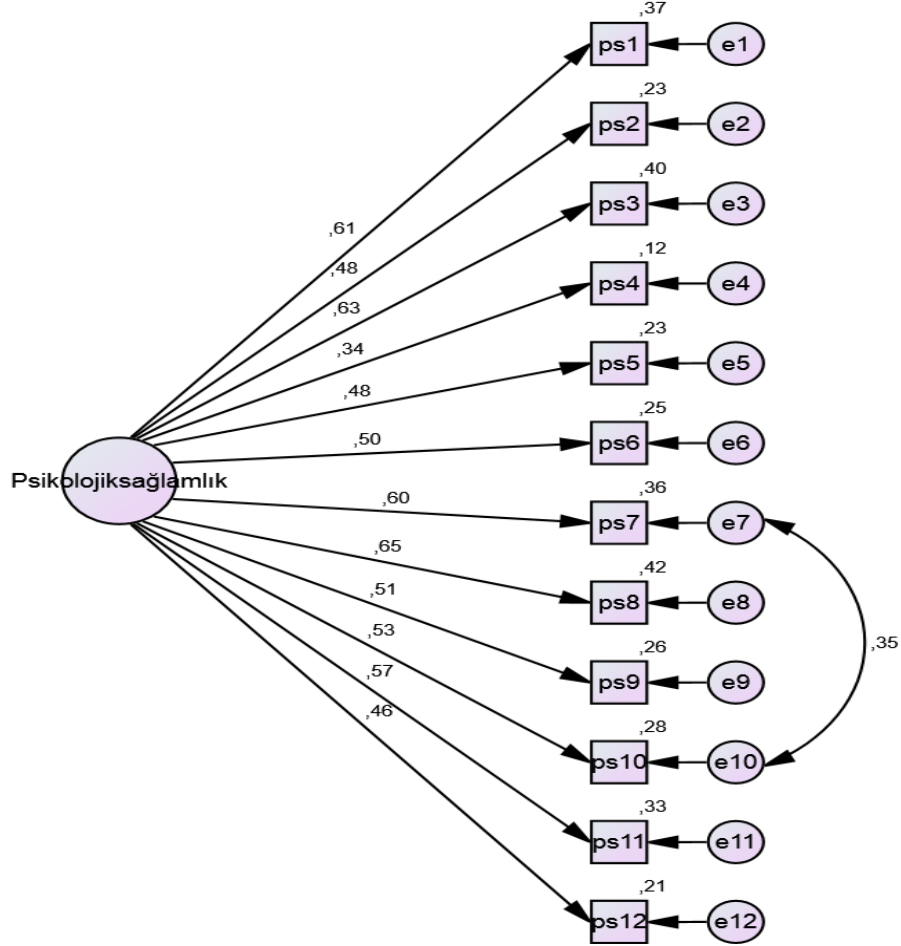 ,37
ps1 e1
,23
ps2 e2
,40
ps3 e3
,61
,12
,48
ps4 e4
,63
,34
,23
ps5 e5
,48
,25
,50
ps6 e6
Psikolojiksağlamlık
,36
,60
ps7 e7
,65
,42
,51
ps8 e8
,53
,26
,35
,57
ps9 e9
,46
,28
ps10 e10
,33
ps11 e11
,21
ps12 e12